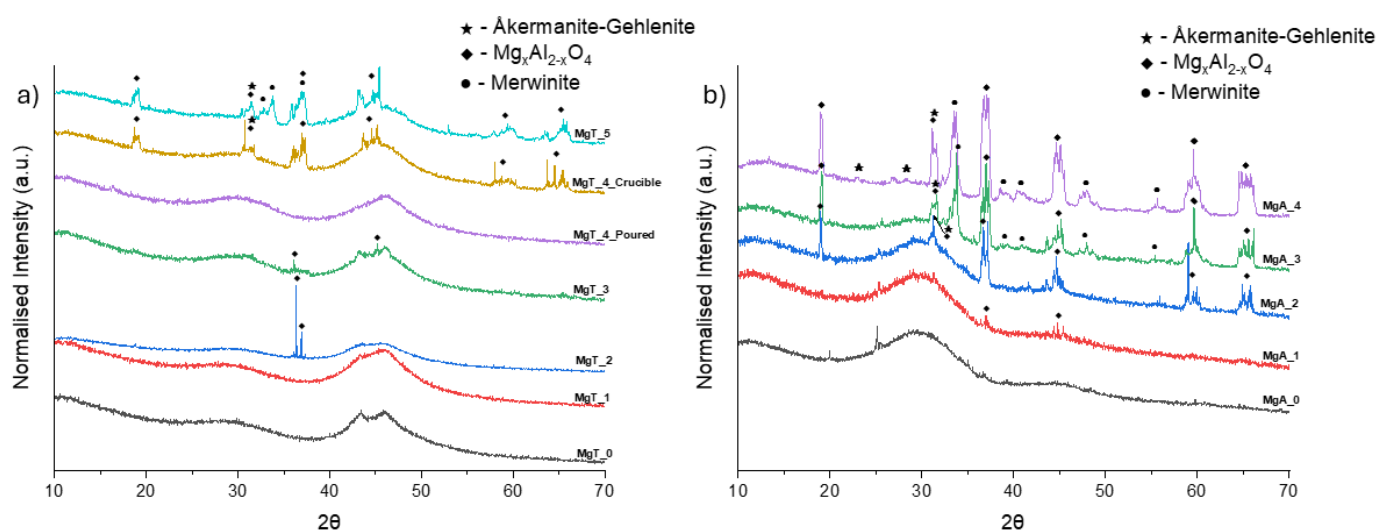 ★ - Åkermanite-Gehlenite
◆ - MgₓAl₂₋ₓO₄
● - Merwinite
a)
Normalised Intensity (a.u.)
MgT_5
MgT_4_Crucible
MgT_4_Poured
MgT_3
MgT_2
MgT_1
MgT_0
10 20 30 40 50 60 70
2θ
★ - Åkermanite-Gehlenite
◆ - MgₓAl₂₋ₓO₄
● - Merwinite
b)
Normalised Intensity (a.u.)
MgA_4
MgA_3
MgA_2
MgA_1
MgA_0
10 20 30 40 50 60 70
2θ